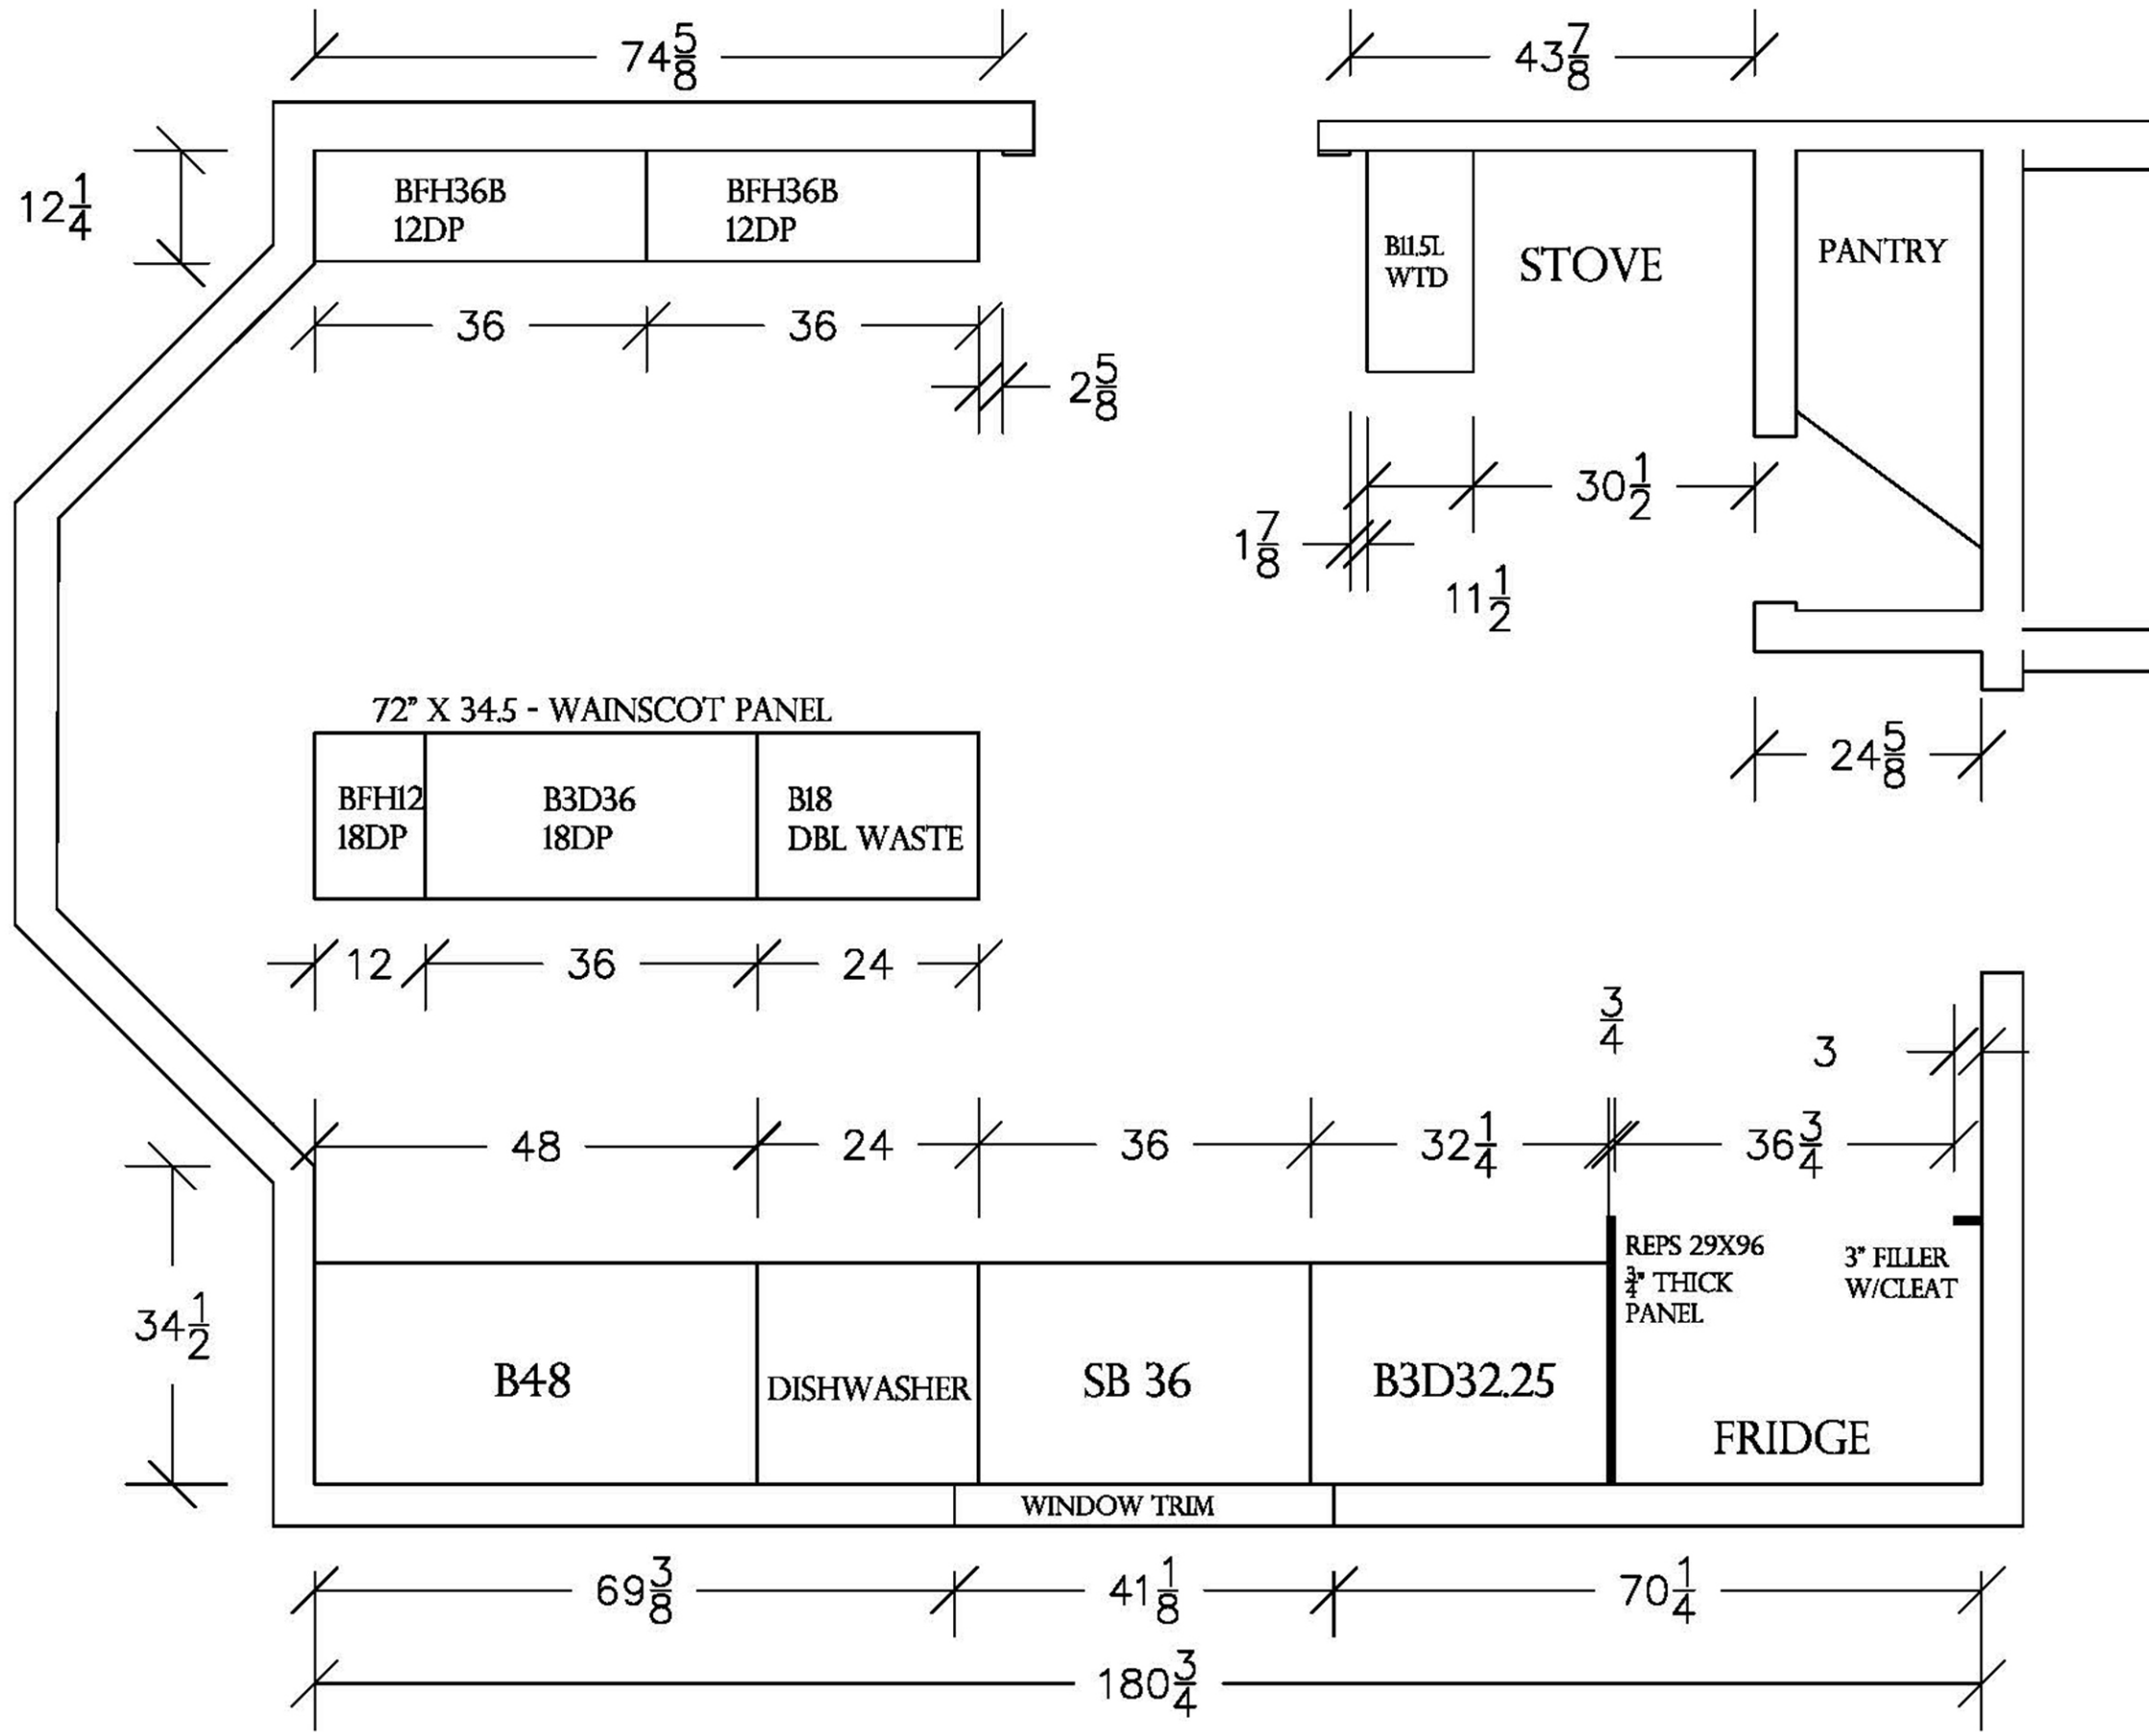 74 5/8
43 7/8
12 1/4
BFH36B
12DP
BFH36B
12DP
B11.5L
WTD
STOVE
PANTRY
36
36
2 5/8
30 1/2
1 7/8
11 1/2
72" X 34.5 - WAINSCOT PANEL
24 5/8
BFH12
18DP
B3D36
18DP
B18
DBL WASTE
12
36
24
3/4
3
48
24
36
32 1/4
36 3/4
34 1/2
REPS 29X96
3/4" THICK
PANEL
3" FILLER
W/CLEAT
B48
DISHWASHER
SB 36
B3D32.25
FRIDGE
WINDOW TRIM
69 3/8
41 1/8
70 1/4
180 3/4